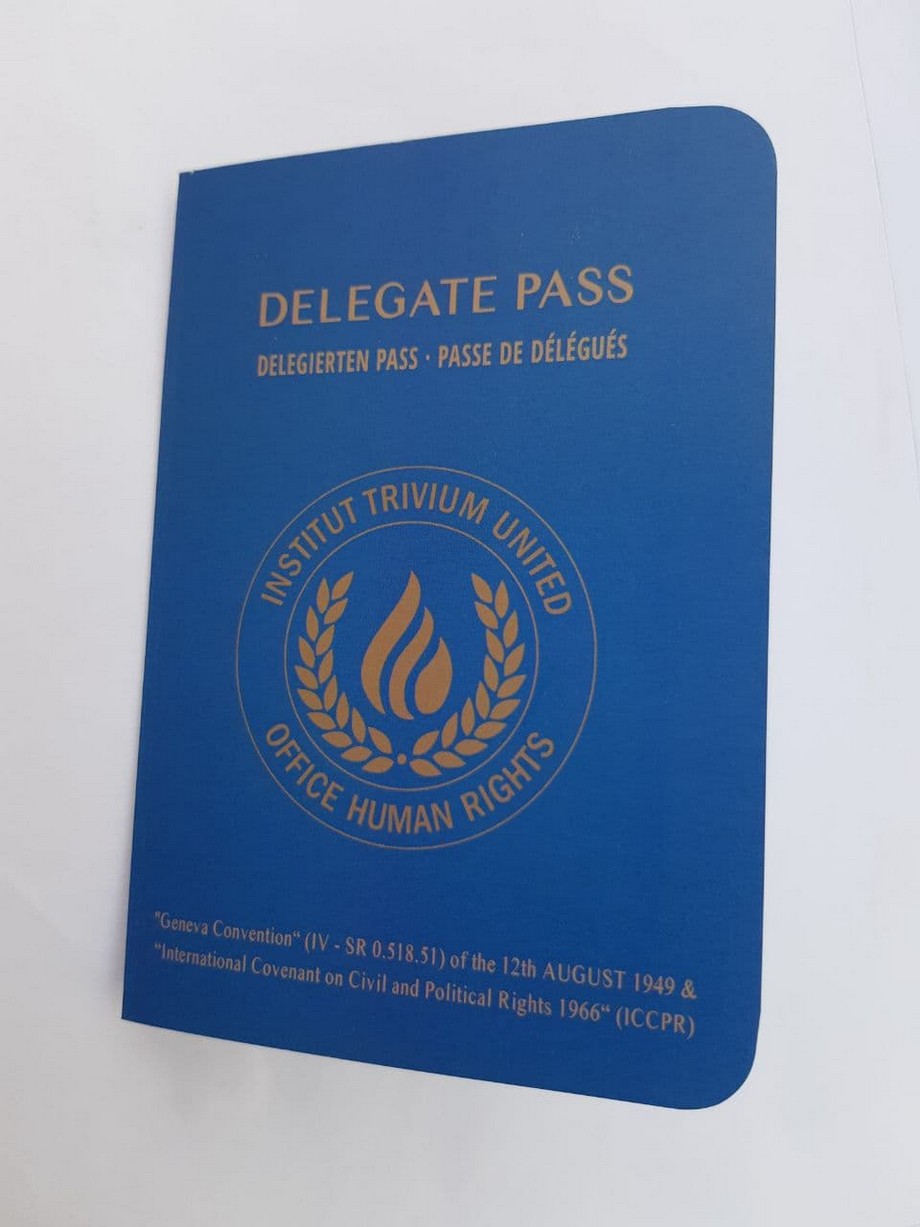 DELEGATE PASS
DELEGIERTEN PASS · PASSE DE DÉLÉGUÉS
INSTITUT TRIVIUM UNITED
OFFICE HUMAN RIGHTS
"Geneva Convention“ (IV - SR 0.518.51) of the 12th AUGUST 1949 &
“International Covenant on Civil and Political Rights 1966“ (ICCPR)